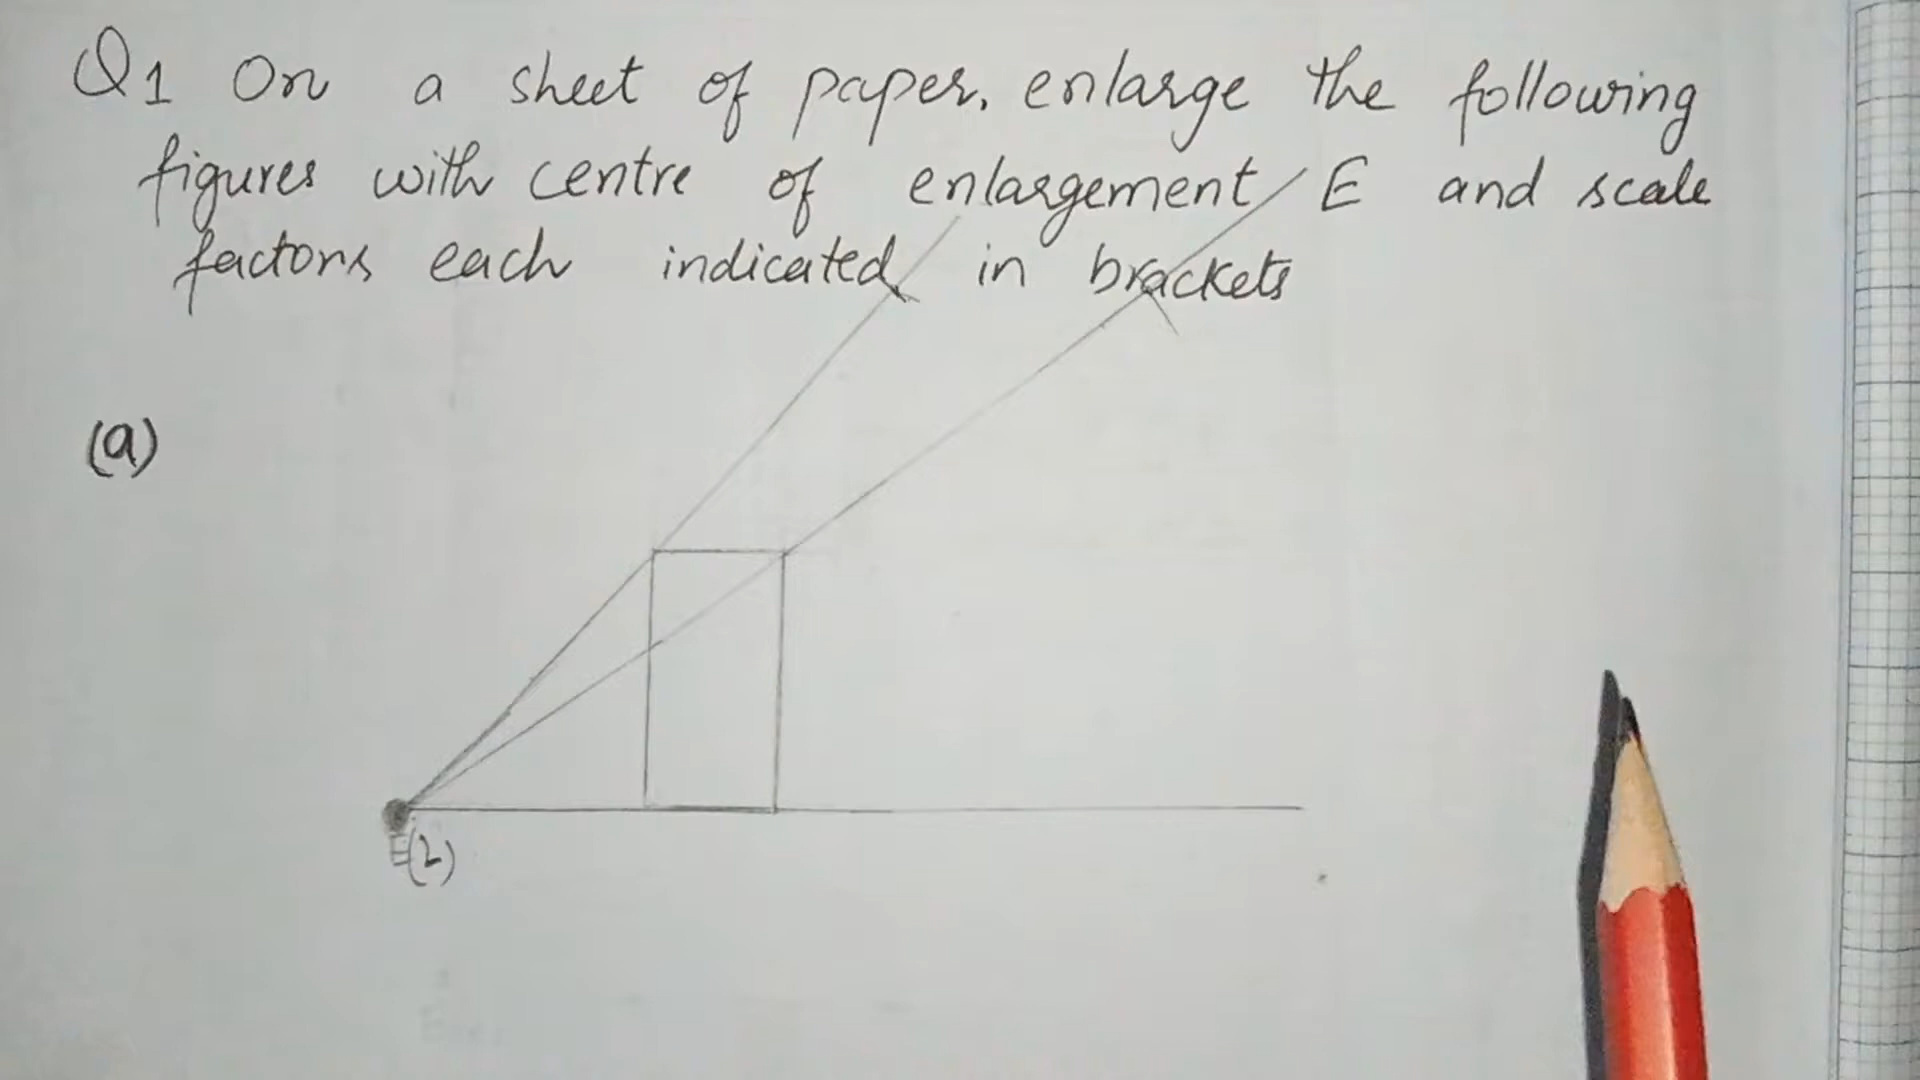 Q1 On a sheet of paper, enlarge the following
figures with centre of enlargement E and scale
factors each indicated in brackets
(a)
E(2)